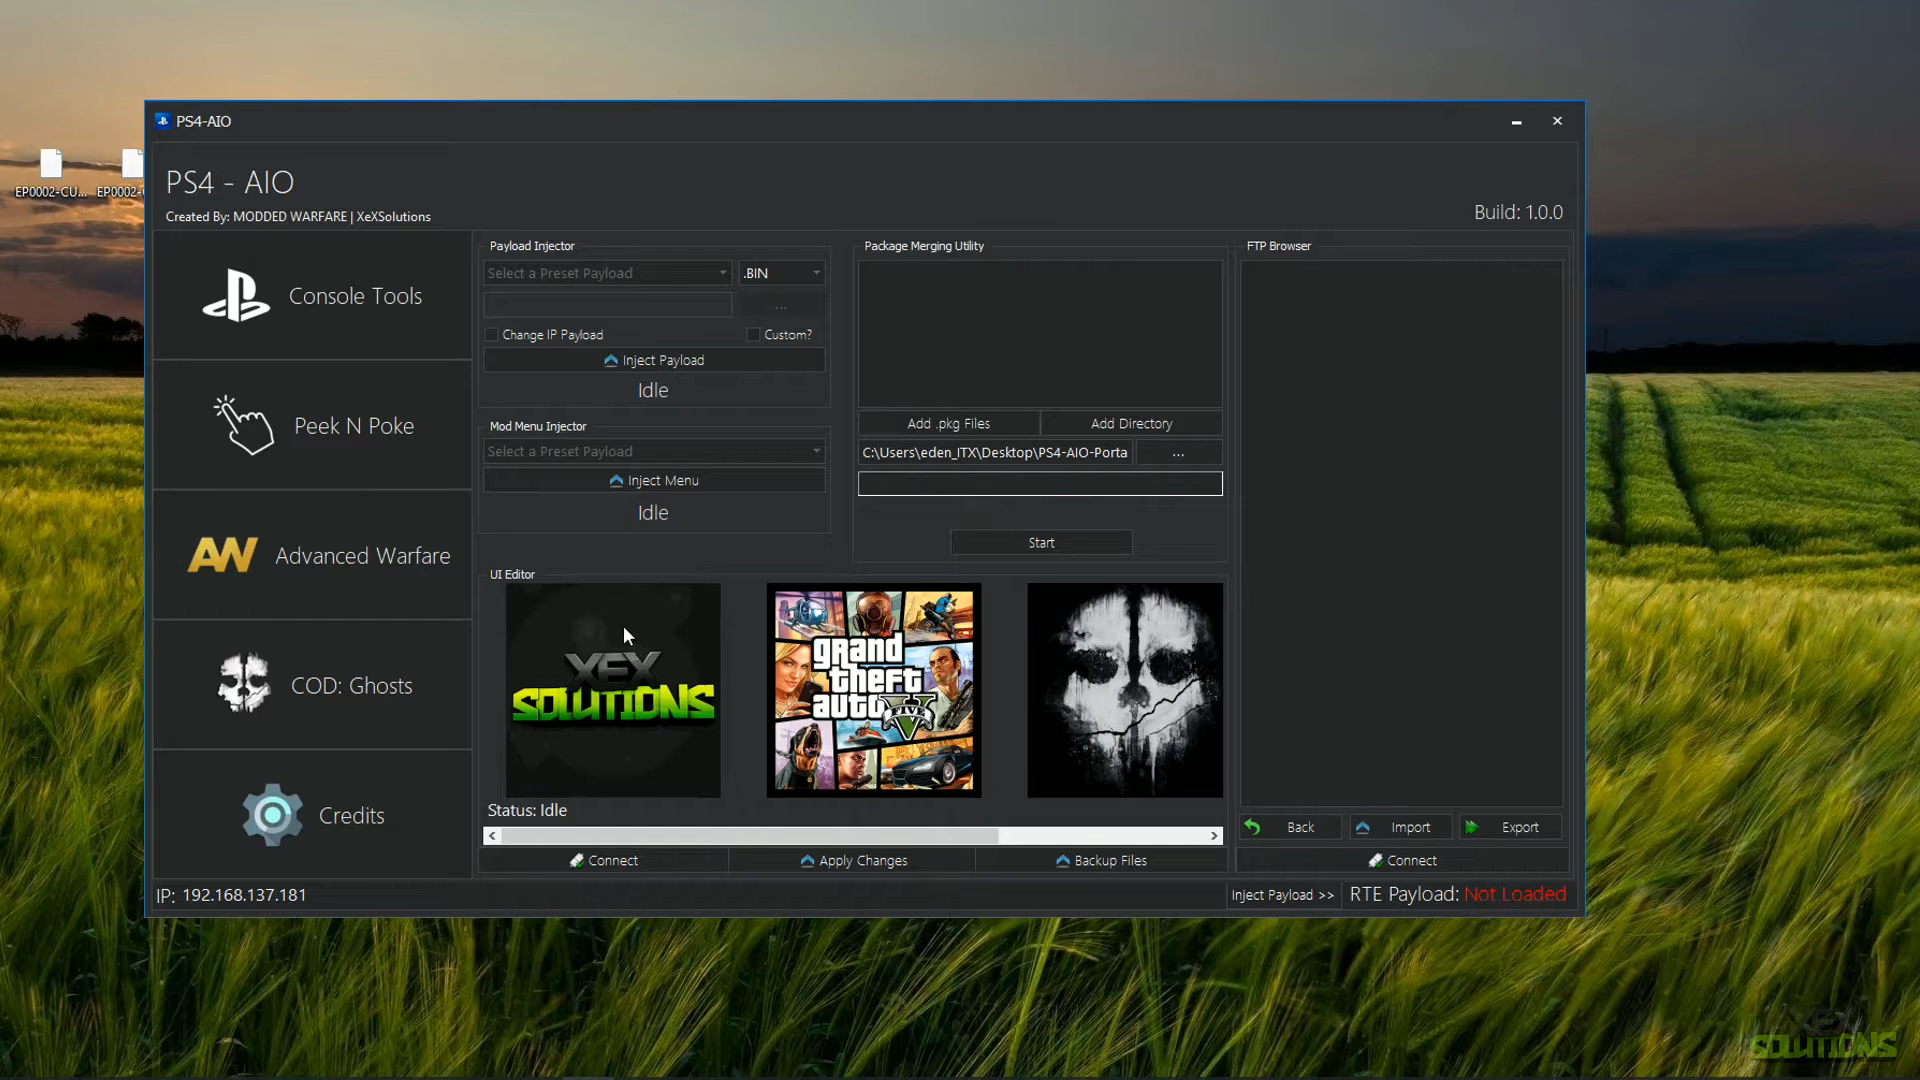 PS4-AIO
EP0002-CU...
EP0002-
PS4 - AIO
Created By: MODDED WARFARE | XeXSolutions
Build: 1.0.0
Console Tools
Peek N Poke
AW
Advanced Warfare
COD: Ghosts
Credits
Payload Injector
Select a Preset Payload
.BIN
...
Change IP Payload
Custom?
Inject Payload
Idle
Mod Menu Injector
Select a Preset Payload
Inject Menu
Idle
Package Merging Utility
Add .pkg Files
Add Directory
C:\Users\eden_ITX\Desktop\PS4-AIO-Porta
...
Start
FTP Browser
UI Editor
XEX
SOLUTIONS
grand
theft
auto
V
FIVE
Status: Idle
Connect
Apply Changes
Backup Files
Back
Import
Export
Connect
IP: 192.168.137.181
Inject Payload >>
RTE Payload: Not Loaded
XEX
SOLUTIONS